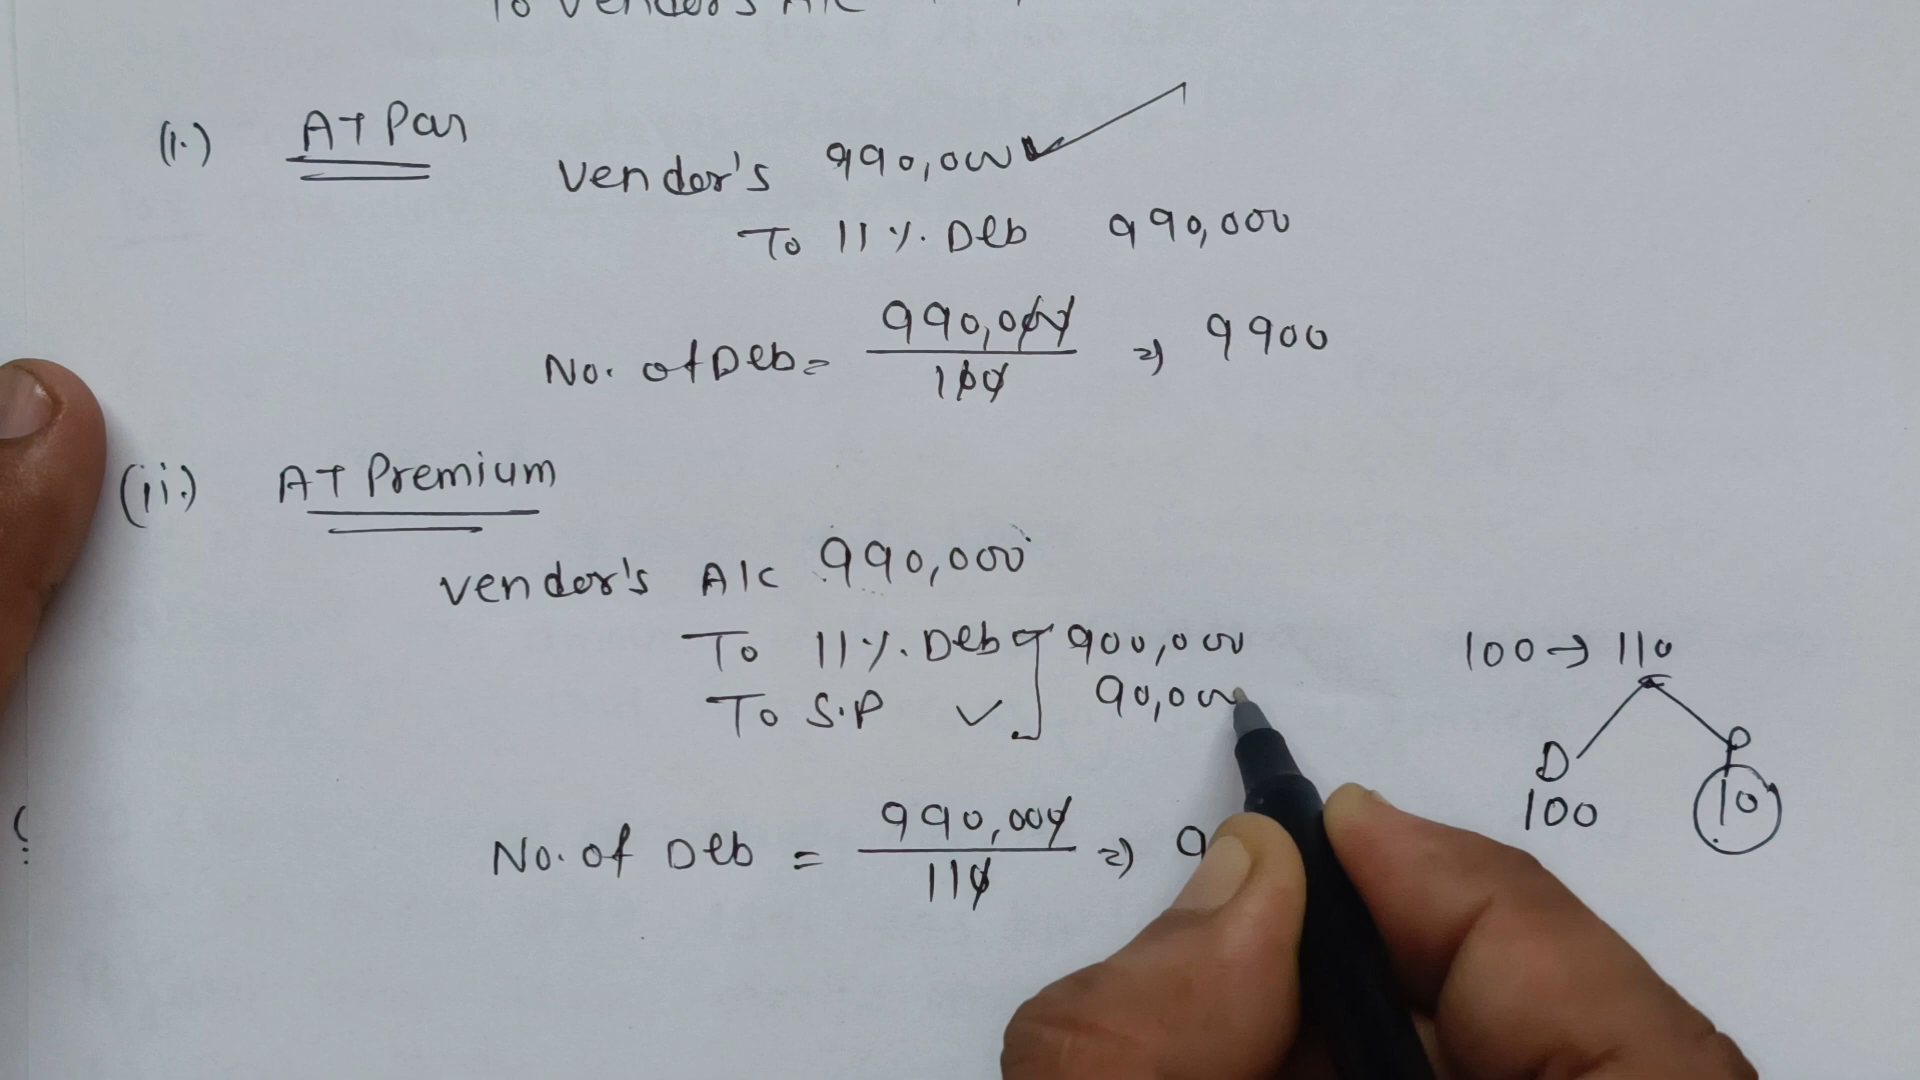 To Vendor's A/C
(i.) AT Par
Vendor's 990,000
To 11 %. Deb 990,000
No. of Deb = 990,000 / 100 => 9900
(ii.) AT Premium
Vendor's A/C 990,000
To 11 %. Deb 900,000
To S.P 90,000
100 → 110
D P
100 10
No. of Deb = 990,000 / 110 => 9